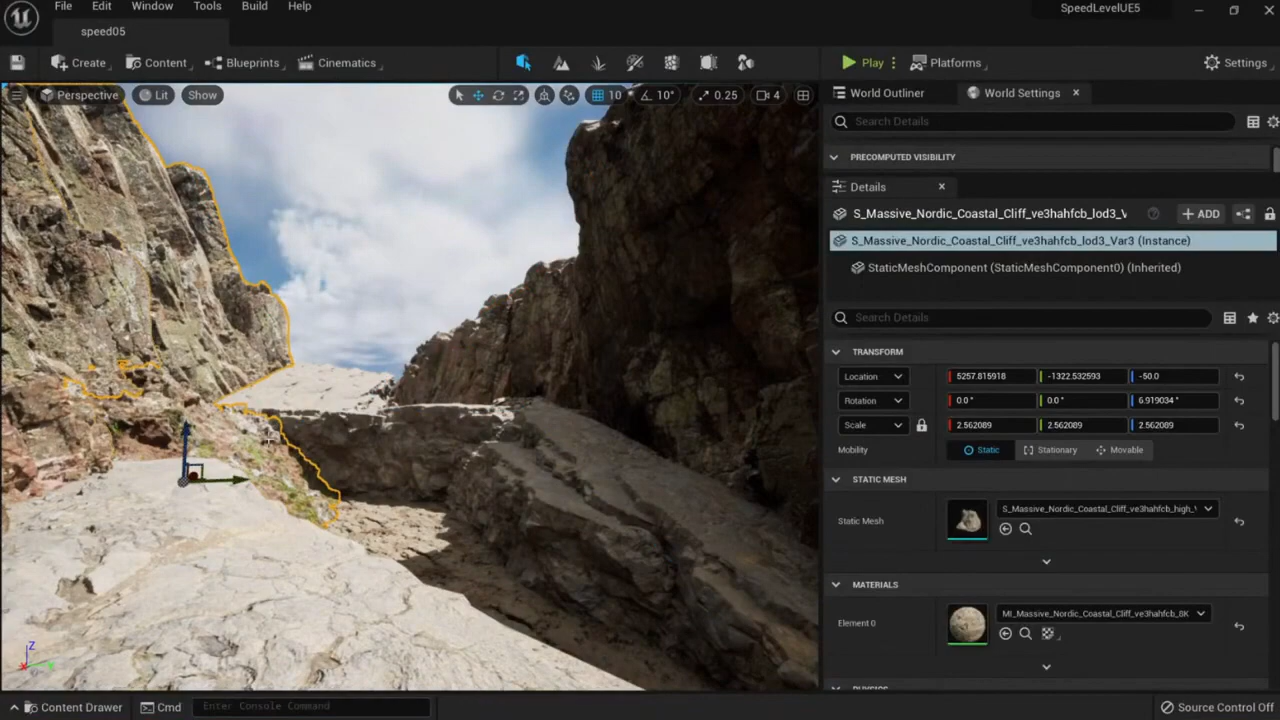 File Edit Window Tools Build Help
SpeedLevelUE5
speed05
Create Content Blueprints Cinematics Play Platforms Settings
Perspective Lit Show 10 10° 0.25 4
World Outliner World Settings
Search Details
PRECOMPUTED VISIBILITY
Details
S_Massive_Nordic_Coastal_Cliff_ve3hahfcb_lod3_V
ADD
S_Massive_Nordic_Coastal_Cliff_ve3hahfcb_lod3_Var3 (Instance)
StaticMeshComponent (StaticMeshComponent0) (Inherited)
Search Details
TRANSFORM
Location 5257.815918 -1322.532593 -50.0
Rotation 0.0 ° 0.0 ° 6.919034 °
Scale 2.562089 2.562089 2.562089
Mobility Static Stationary Movable
STATIC MESH
Static Mesh S_Massive_Nordic_Coastal_Cliff_ve3hahfcb_high_
MATERIALS
Element 0 MI_Massive_Nordic_Coastal_Cliff_ve3hahfcb_8K
Z
Content Drawer Cmd Enter Console Command Source Control Off